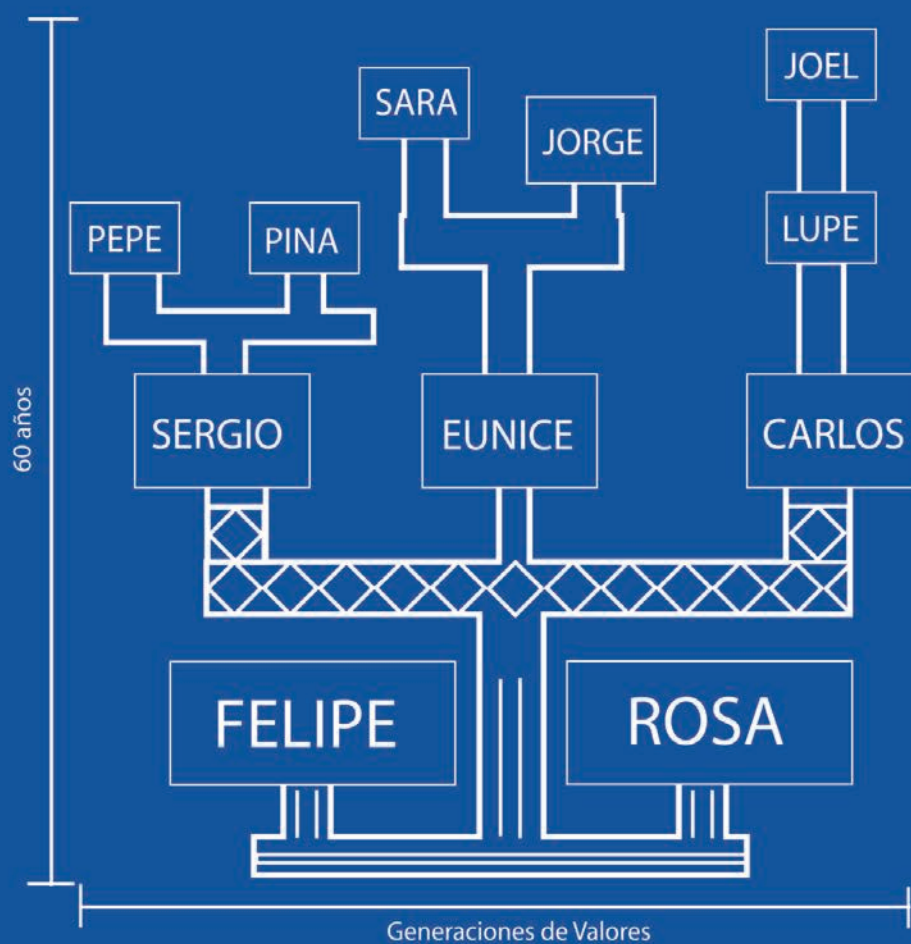 JOEL
SARA
JORGE
PEPE
PINA
LUPE
SERGIO
EUNICE
CARLOS
60 años
FELIPE
ROSA
Generaciones de Valores